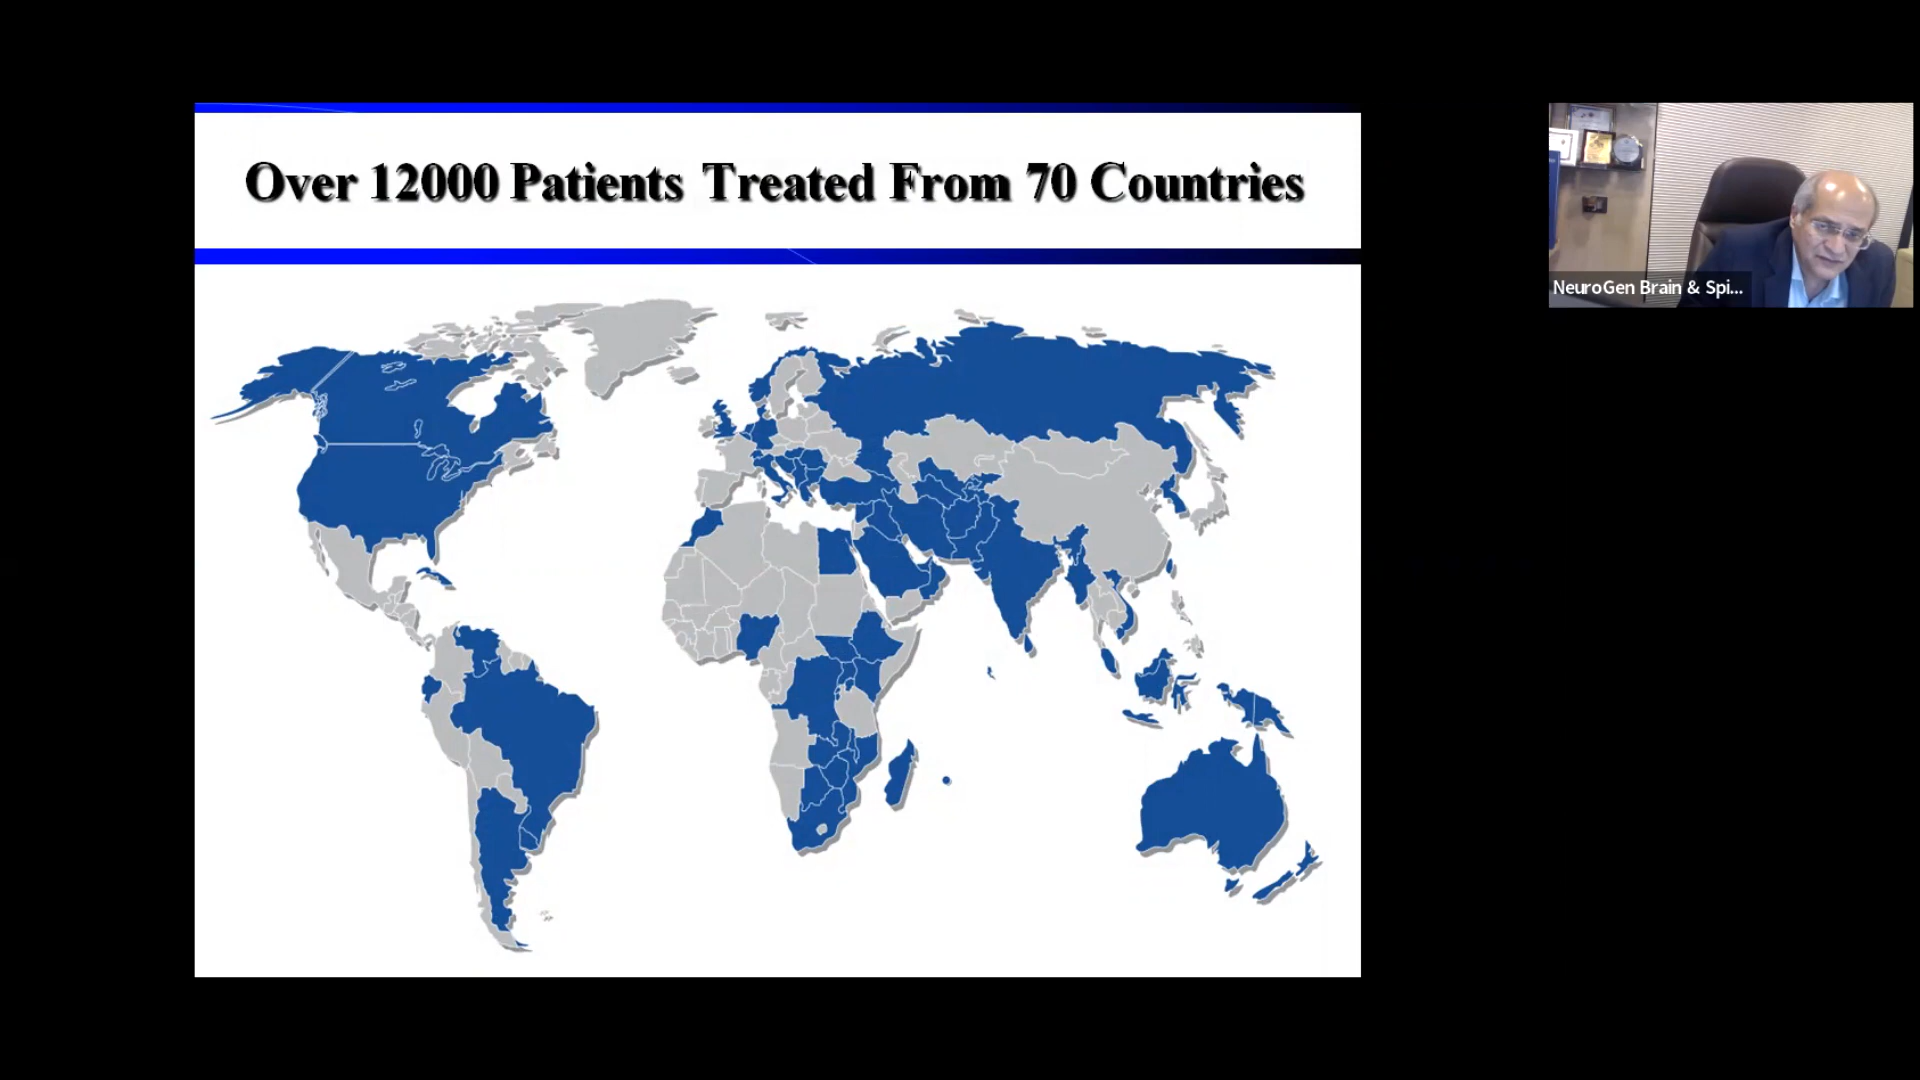 Over 12000 Patients Treated From 70 Countries
NeuroGen Brain & Spi...